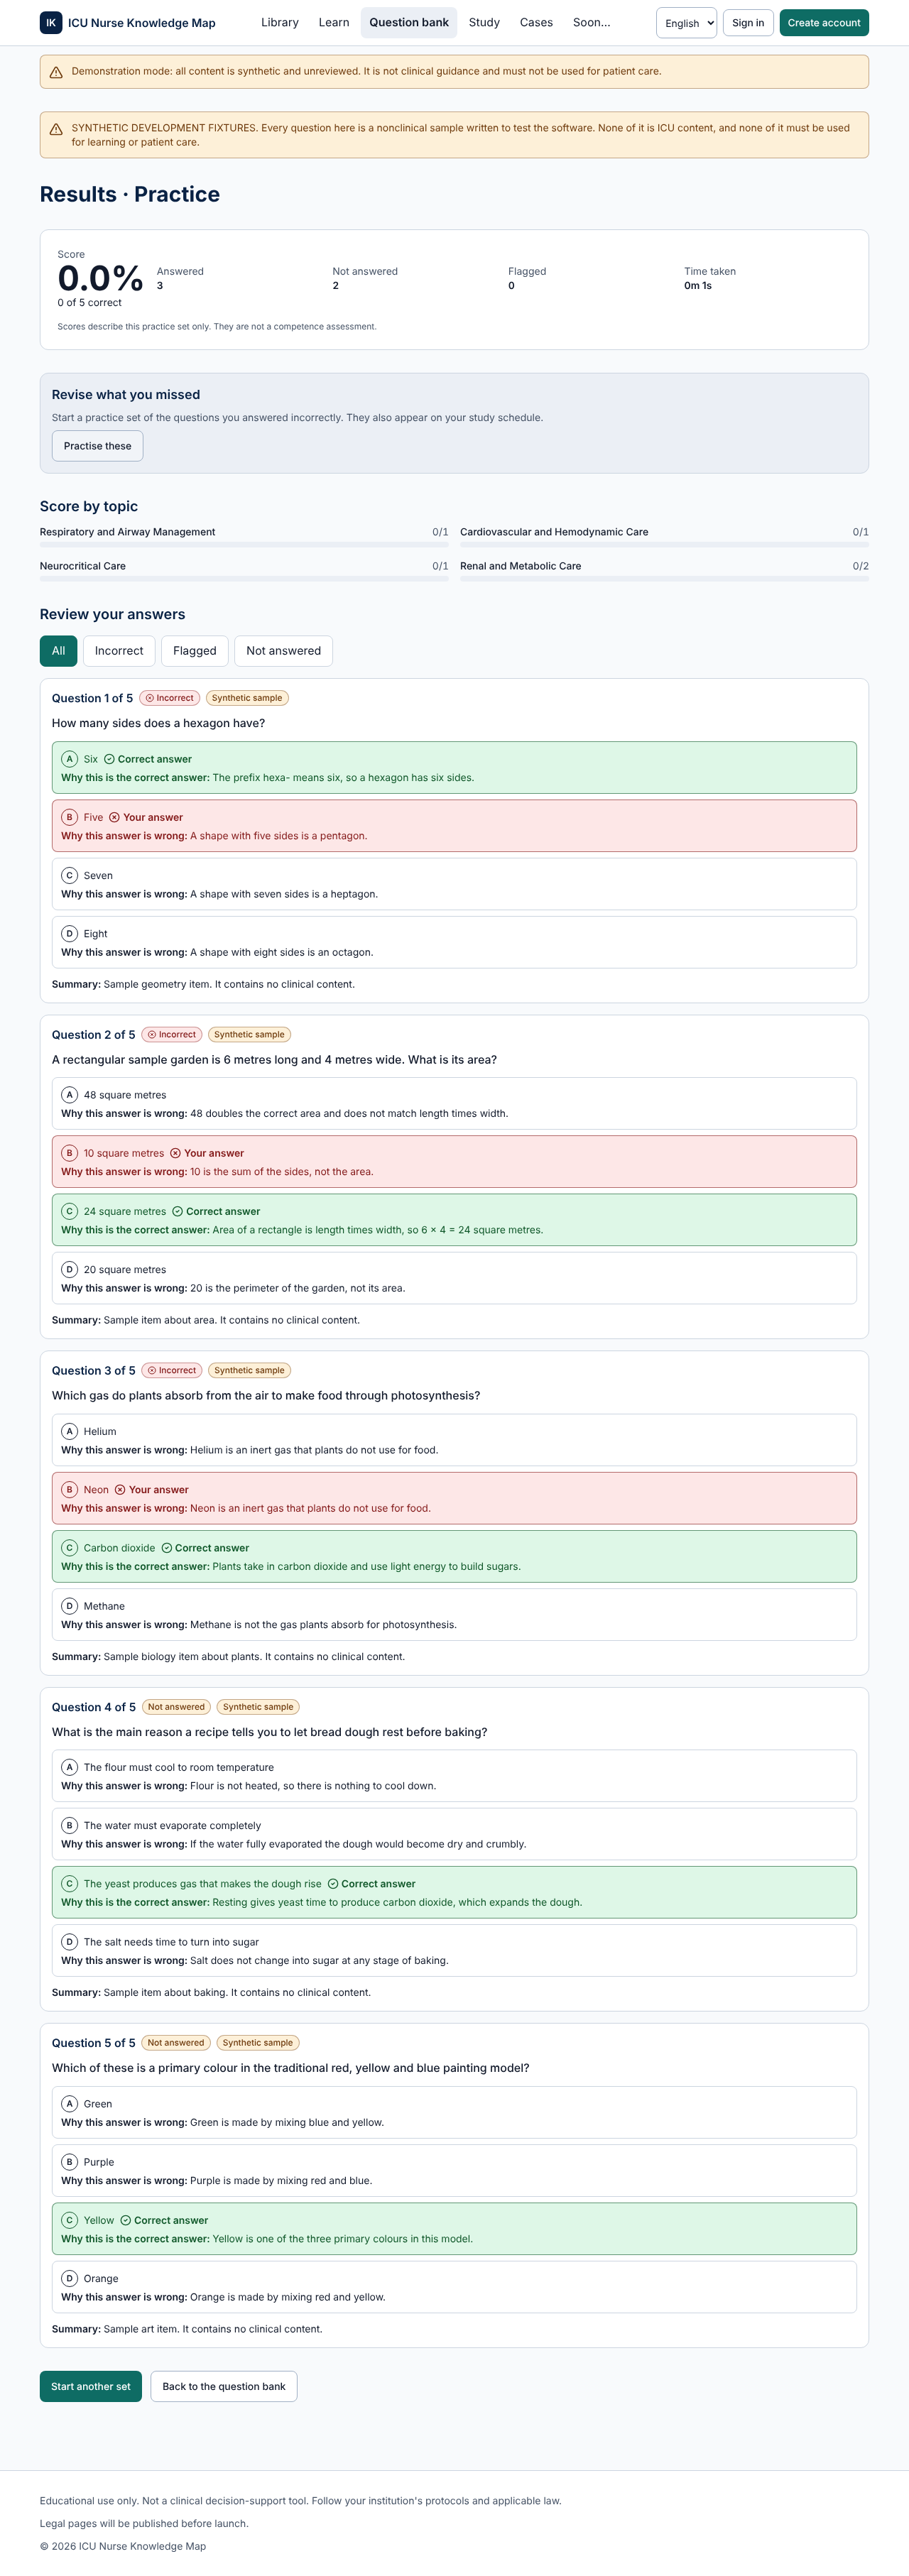 IK ICU Nurse Knowledge Map Library Learn Question bank Study Cases Soon... English Sign in Create account
Demonstration mode: all content is synthetic and unreviewed. It is not clinical guidance and must not be used for patient care.
SYNTHETIC DEVELOPMENT FIXTURES. Every question here is a nonclinical sample written to test the software. None of it is ICU content, and none of it must be used
for learning or patient care.
Results · Practice
Score
0.0%
0 of 5 correct
Answered
3
Not answered
2
Flagged
0
Time taken
0m 1s
Scores describe this practice set only. They are not a competence assessment.
Revise what you missed
Start a practice set of the questions you answered incorrectly. They also appear on your study schedule.
Practise these
Score by topic
Respiratory and Airway Management 0/1
Cardiovascular and Hemodynamic Care 0/1
Neurocritical Care 0/1
Renal and Metabolic Care 0/2
Review your answers
All Incorrect Flagged Not answered
Question 1 of 5 Incorrect Synthetic sample
How many sides does a hexagon have?
A Six Correct answer
Why this is the correct answer: The prefix hexa- means six, so a hexagon has six sides.
B Five Your answer
Why this answer is wrong: A shape with five sides is a pentagon.
C Seven
Why this answer is wrong: A shape with seven sides is a heptagon.
D Eight
Why this answer is wrong: A shape with eight sides is an octagon.
Summary: Sample geometry item. It contains no clinical content.
Question 2 of 5 Incorrect Synthetic sample
A rectangular sample garden is 6 metres long and 4 metres wide. What is its area?
A 48 square metres
Why this answer is wrong: 48 doubles the correct area and does not match length times width.
B 10 square metres Your answer
Why this answer is wrong: 10 is the sum of the sides, not the area.
C 24 square metres Correct answer
Why this is the correct answer: Area of a rectangle is length times width, so 6 × 4 = 24 square metres.
D 20 square metres
Why this answer is wrong: 20 is the perimeter of the garden, not its area.
Summary: Sample item about area. It contains no clinical content.
Question 3 of 5 Incorrect Synthetic sample
Which gas do plants absorb from the air to make food through photosynthesis?
A Helium
Why this answer is wrong: Helium is an inert gas that plants do not use for food.
B Neon Your answer
Why this answer is wrong: Neon is an inert gas that plants do not use for food.
C Carbon dioxide Correct answer
Why this is the correct answer: Plants take in carbon dioxide and use light energy to build sugars.
D Methane
Why this answer is wrong: Methane is not the gas plants absorb for photosynthesis.
Summary: Sample biology item about plants. It contains no clinical content.
Question 4 of 5 Not answered Synthetic sample
What is the main reason a recipe tells you to let bread dough rest before baking?
A The flour must cool to room temperature
Why this answer is wrong: Flour is not heated, so there is nothing to cool down.
B The water must evaporate completely
Why this answer is wrong: If the water fully evaporated the dough would become dry and crumbly.
C The yeast produces gas that makes the dough rise Correct answer
Why this is the correct answer: Resting gives yeast time to produce carbon dioxide, which expands the dough.
D The salt needs time to turn into sugar
Why this answer is wrong: Salt does not change into sugar at any stage of baking.
Summary: Sample item about baking. It contains no clinical content.
Question 5 of 5 Not answered Synthetic sample
Which of these is a primary colour in the traditional red, yellow and blue painting model?
A Green
Why this answer is wrong: Green is made by mixing blue and yellow.
B Purple
Why this answer is wrong: Purple is made by mixing red and blue.
C Yellow Correct answer
Why this is the correct answer: Yellow is one of the three primary colours in this model.
D Orange
Why this answer is wrong: Orange is made by mixing red and yellow.
Summary: Sample art item. It contains no clinical content.
Start another set Back to the question bank
Educational use only. Not a clinical decision-support tool. Follow your institution's protocols and applicable law.
Legal pages will be published before launch.
© 2026 ICU Nurse Knowledge Map